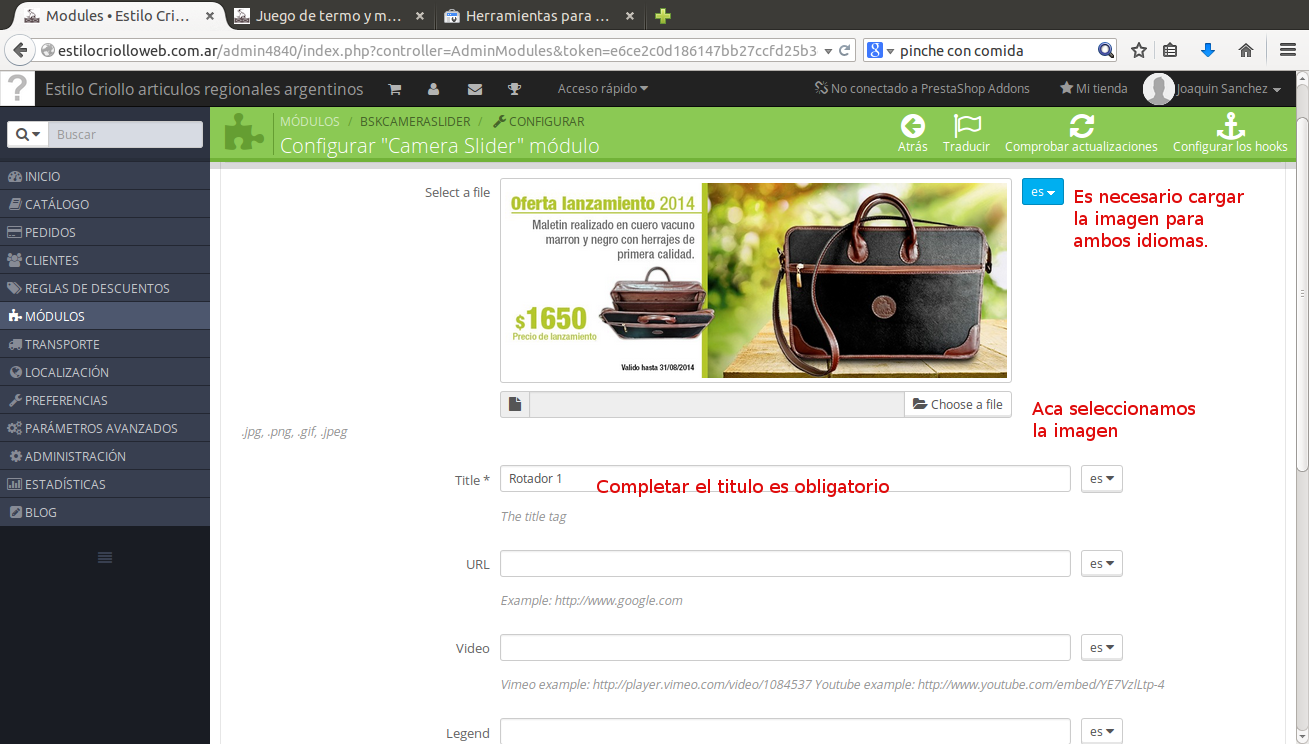 Modules • Estilo Cri...
Juego de termo y m...
Herramientas para ...
estilocriolloweb.com.ar/admin4840/index.php?controller=AdminModules&token=e6ce2c0d186147bb27ccfd25b3
pinche con comida
Estilo Criollo articulos regionales argentinos
Acceso rápido
No conectado a PrestaShop Addons
Mi tienda
Joaquin Sanchez
Buscar
MÓDULOS / BSKCAMERASLIDER / CONFIGURAR
Configurar "Camera Slider" módulo
Atrás
Traducir
Comprobar actualizaciones
Configurar los hooks
INICIO
CATÁLOGO
PEDIDOS
CLIENTES
REGLAS DE DESCUENTOS
MÓDULOS
TRANSPORTE
LOCALIZACIÓN
PREFERENCIAS
PARÁMETROS AVANZADOS
ADMINISTRACIÓN
ESTADÍSTICAS
BLOG
Select a file
Oferta lanzamiento 2014
Maletin realizado en cuero vacuno
marron y negro con herrajes de
primera calidad.
$1650
Precio de lanzamiento
Valido hasta 31/08/2014
es
Es necesario cargar
la imagen para
ambos idiomas.
Choose a file
Aca seleccionamos
la imagen
.jpg, .png, .gif, .jpeg
Title *
Rotador 1
Completar el titulo es obligatorio
es
The title tag
URL
es
Example: http://www.google.com
Video
es
Vimeo example: http://player.vimeo.com/video/1084537 Youtube example: http://www.youtube.com/embed/YE7VzlLtp-4
Legend
es